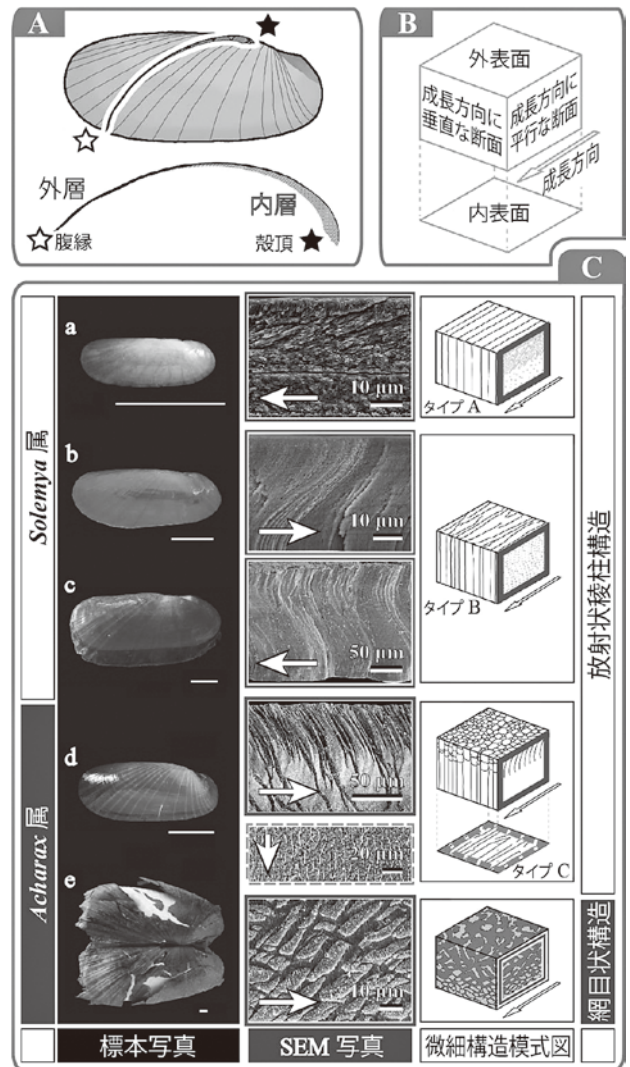 A
★
☆
外層
内層
☆腹縁
殻頂★
B
外表面
成長方向に
垂直な断面
成長方向に
平行な断面
成長方向
内表面
C
Solemya 属
Acharax 属
a
10 μm
タイプ A
b
10 μm
タイプ B
c
50 μm
d
50 μm
20 μm
タイプ C
e
10 μm
放射状稜柱構造
網目状構造
標本写真
SEM 写真
微細構造模式図